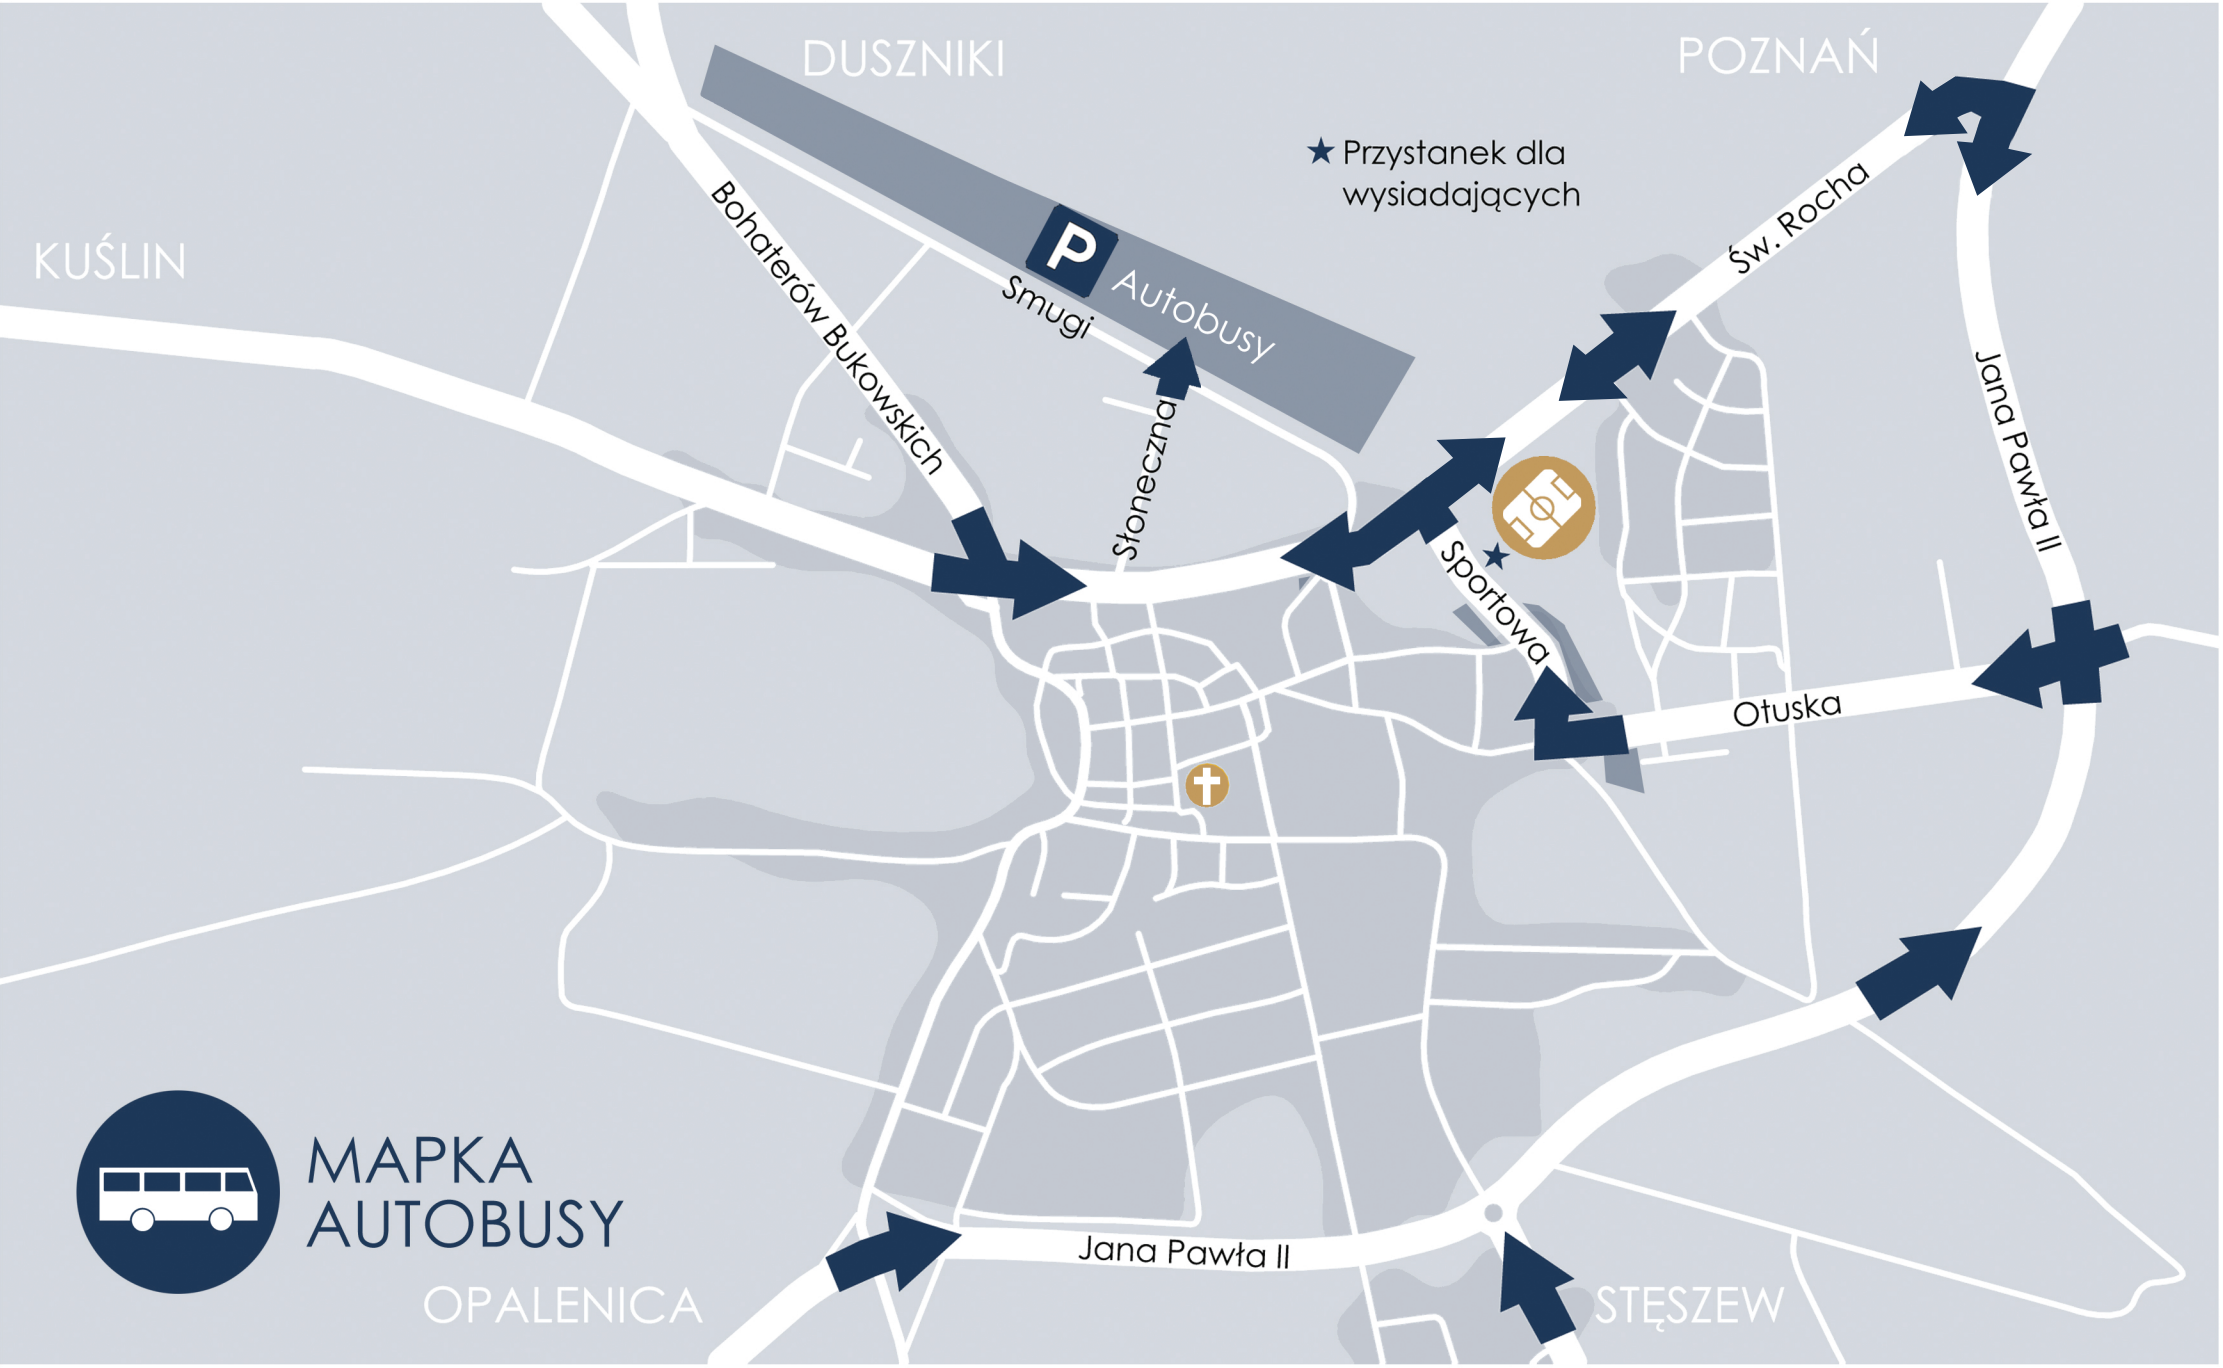 DUSZNIKI
POZNAŃ
★ Przystanek dla
wysiadających
KUŚLIN
Bohaterów Bukowskich
P
Autobusy
Smugi
Św. Rocha
Słoneczna
Jana Pawła II
Sportowa
Otuska
MAPKA
AUTOBUSY
Jana Pawła II
OPALENICA
STĘSZEW